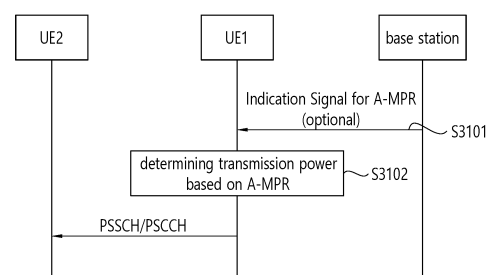 UE2
UE1
base station
Indication Signal for A-MPR
(optional)
S3101
determining transmission power
based on A-MPR
S3102
PSSCH/PSCCH